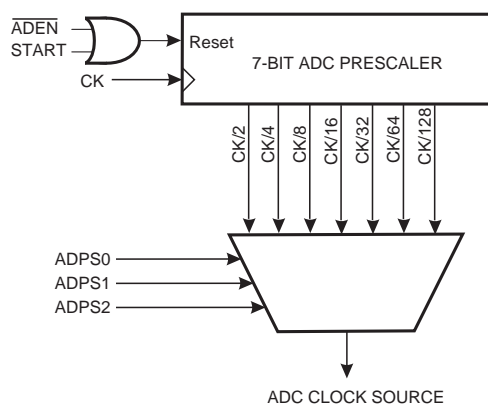 ADEN
START
Reset
7-BIT ADC PRESCALER
CK
CK/2
CK/4
CK/8
CK/16
CK/32
CK/64
CK/128
ADPS0
ADPS1
ADPS2
ADC CLOCK SOURCE